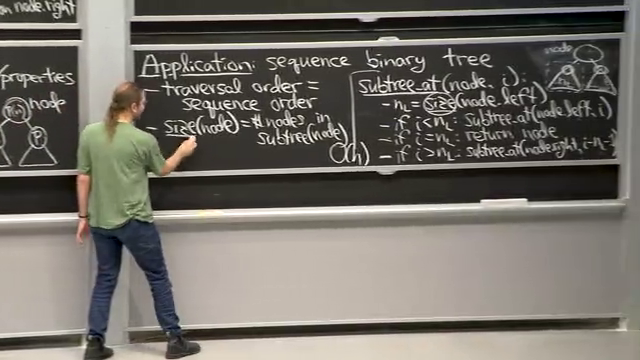 on node.right
properties
node
Application: sequence binary tree
- traversal order =
sequence order
- size(node) = # nodes in
subtree(node)
subtree_at(node, i):
- nL = size(node.left)
- if i < nL: subtree_at(node.left, i)
- if i = nL: return node
- if i > nL: subtree_at(node.right, i-nL-1)
O(h)
node